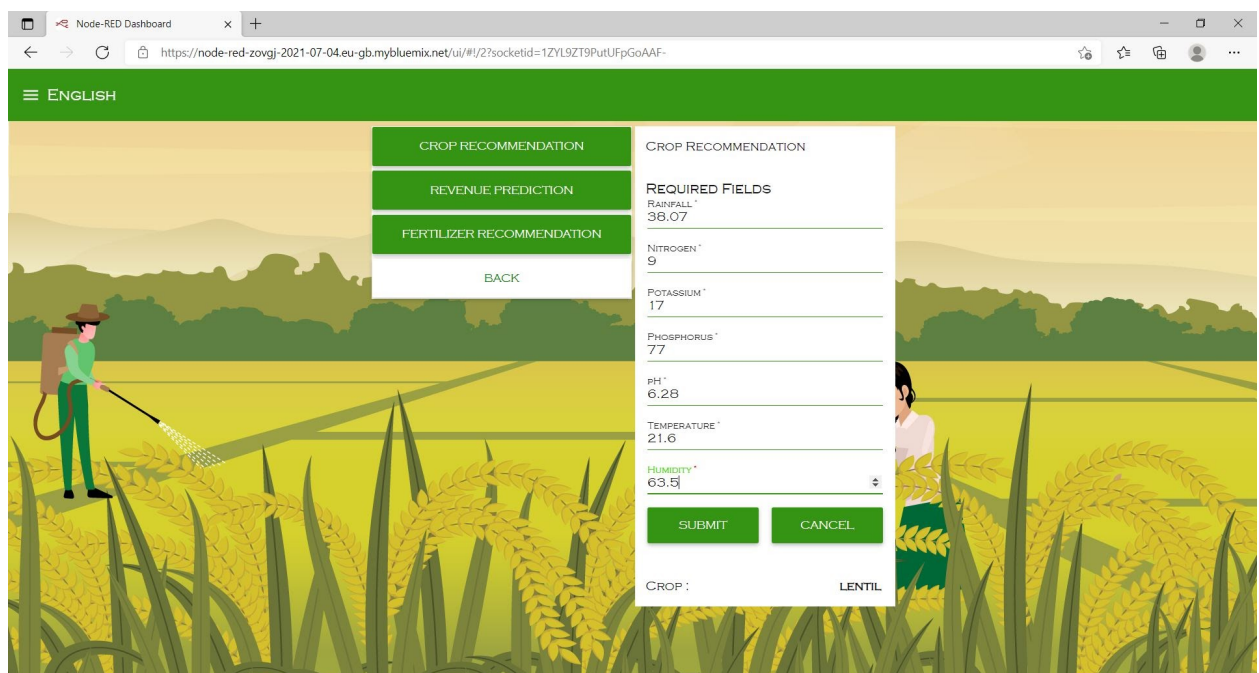 Node-RED Dashboard
https://node-red-zovgj-2021-07-04.eu-gb.mybluemix.net/ui/#!/2?socketid=1ZYL9ZT9PutUFpGoAAF-
English
CROP RECOMMENDATION
REVENUE PREDICTION
FERTILIZER RECOMMENDATION
BACK
Crop Recommendation
Required Fields
Rainfall *
38.07
Nitrogen *
9
Potassium *
17
Phosphorus *
77
pH *
6.28
Temperature *
21.6
Humidity *
63.5
SUBMIT CANCEL
Crop : LENTIL